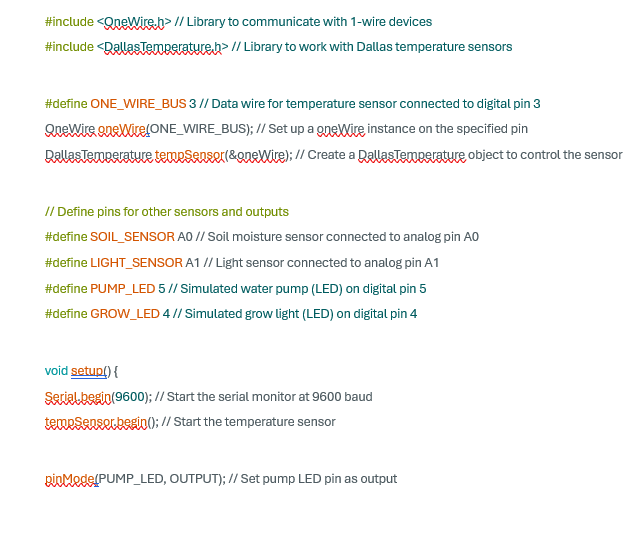 #include <OneWire.h> // Library to communicate with 1-wire devices
#include <DallasTemperature.h> // Library to work with Dallas temperature sensors
#define ONE_WIRE_BUS 3 // Data wire for temperature sensor connected to digital pin 3
OneWire oneWire(ONE_WIRE_BUS); // Set up a oneWire instance on the specified pin
DallasTemperature tempSensor(&oneWire); // Create a DallasTemperature object to control the sensor
// Define pins for other sensors and outputs
#define SOIL_SENSOR A0 // Soil moisture sensor connected to analog pin A0
#define LIGHT_SENSOR A1 // Light sensor connected to analog pin A1
#define PUMP_LED 5 // Simulated water pump (LED) on digital pin 5
#define GROW_LED 4 // Simulated grow light (LED) on digital pin 4
void setup() {
Serial.begin(9600); // Start the serial monitor at 9600 baud
tempSensor.begin(); // Start the temperature sensor
pinMode(PUMP_LED, OUTPUT); // Set pump LED pin as output